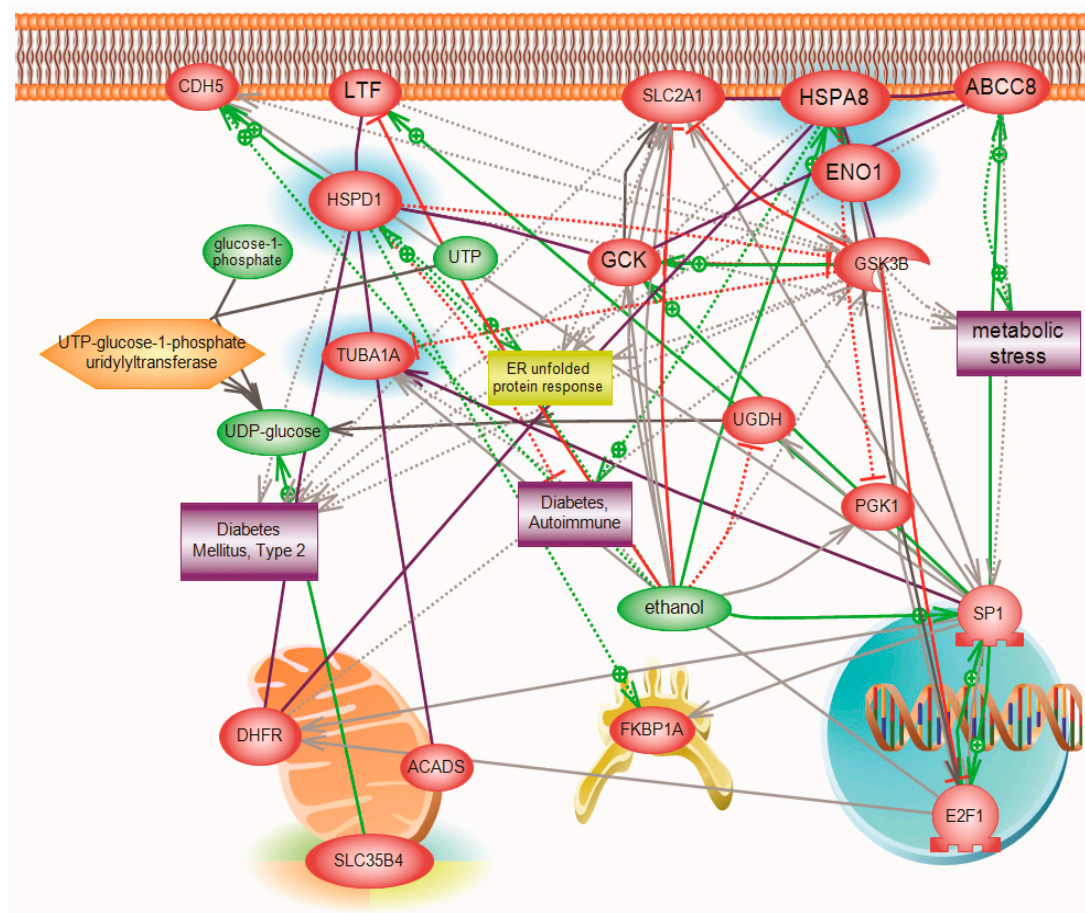 CDH5
LTF
SLC2A1
HSPA8
ABCC8
ENO1
HSPD1
glucose-1-
phosphate
UTP
GCK
GSK3B
UTP-glucose-1-phosphate
uridylyltransferase
TUBA1A
ER unfolded
protein response
metabolic
stress
UDP-glucose
UGDH
Diabetes
Mellitus, Type 2
Diabetes,
Autoimmune
PGK1
ethanol
SP1
DHFR
FKBP1A
ACADS
E2F1
SLC35B4